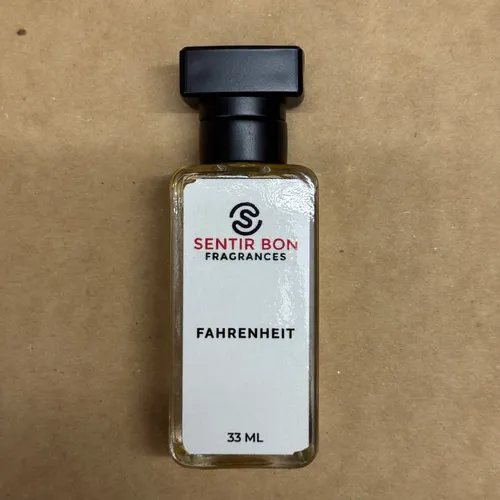 SENTIR BON
FRAGRANCES
FAHRENHEIT
33 ML